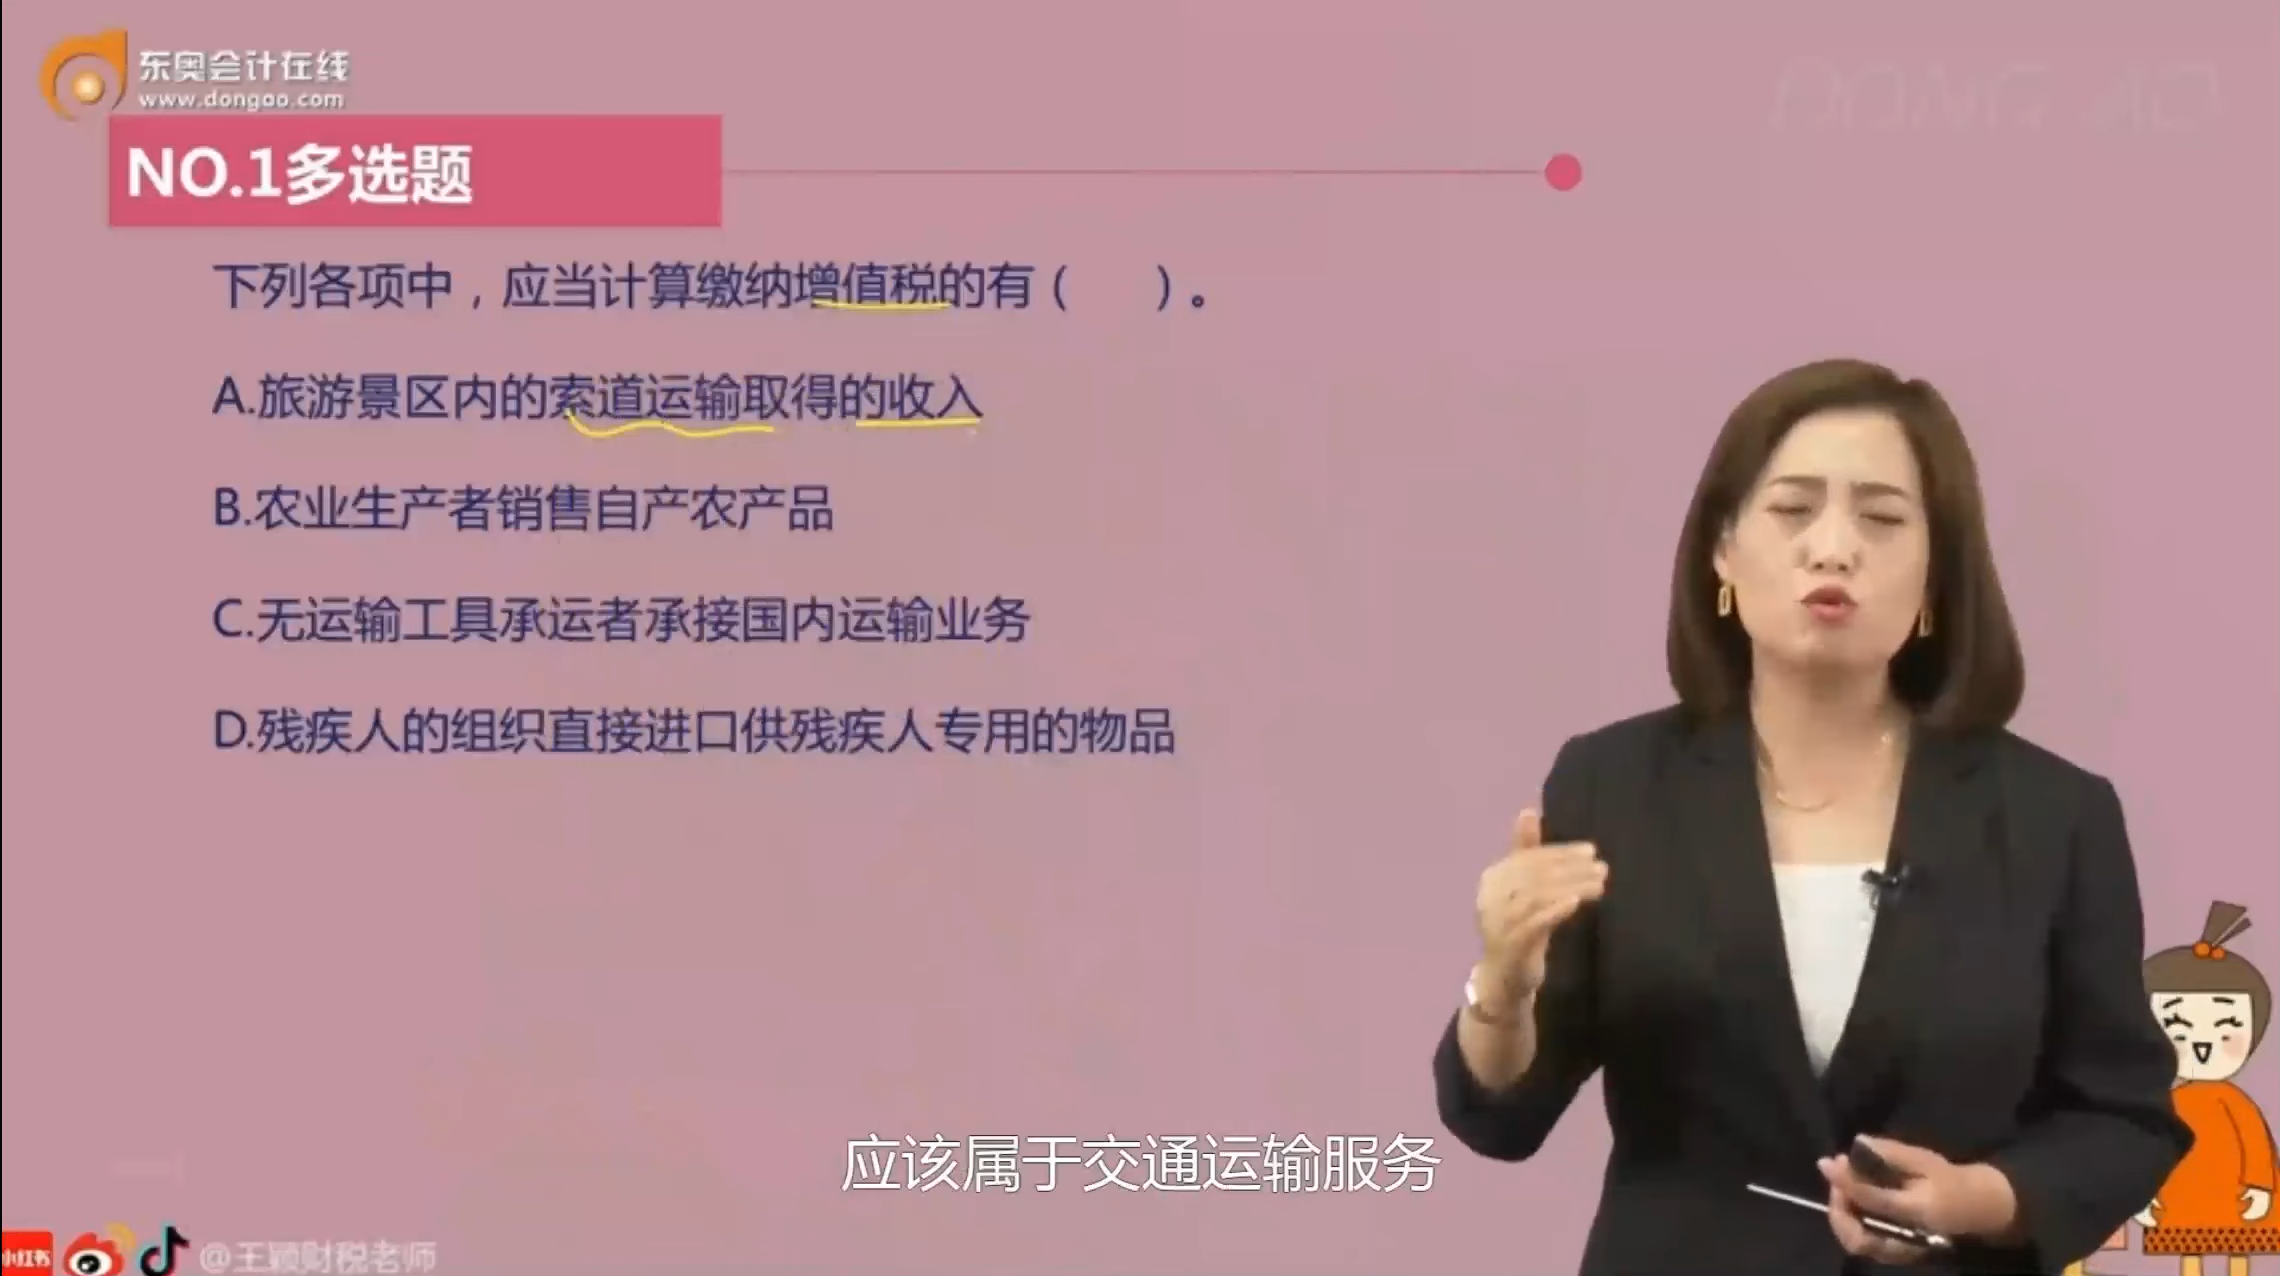 东奥会计在线
www.dongao.com
DONG AO
NO.1多选题
下列各项中，应当计算缴纳增值税的有（　　）。
A.旅游景区内的索道运输取得的收入
B.农业生产者销售自产农产品
C.无运输工具承运者承接国内运输业务
D.残疾人的组织直接进口供残疾人专用的物品
应该属于交通运输服务
小红书
@王颖财税老师